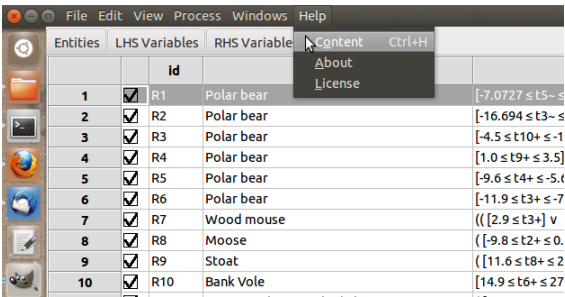 File Edit View Process Windows Help
Entities LHS Variables RHS Variable
Content Ctrl+H
About
License
id
1 R1 Polar bear [-7.0727 ≤ t5~ ≤
2 R2 Polar bear [-16.694 ≤ t3~ ≤
3 R3 Polar bear [-4.5 ≤ t10+ ≤ -1
4 R4 Polar bear [1.0 ≤ t9+ ≤ 3.5]
5 R5 Polar bear [-9.6 ≤ t4+ ≤ -5.6
6 R6 Polar bear [-11.9 ≤ t3+ ≤ -7
7 R7 Wood mouse (( [2.9 ≤ t3+] ∨
8 R8 Moose ( [-9.8 ≤ t2+ ≤ 0.
9 R9 Stoat ( [11.6 ≤ t8+ ≤ 2
10 R10 Bank Vole [14.9 ≤ t6+ ≤ 27